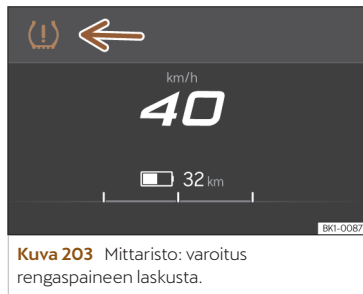 km/h
40
32 km
BK1-0087
Kuva 203 Mittaristo: varoitus
rengaspaineen laskusta.